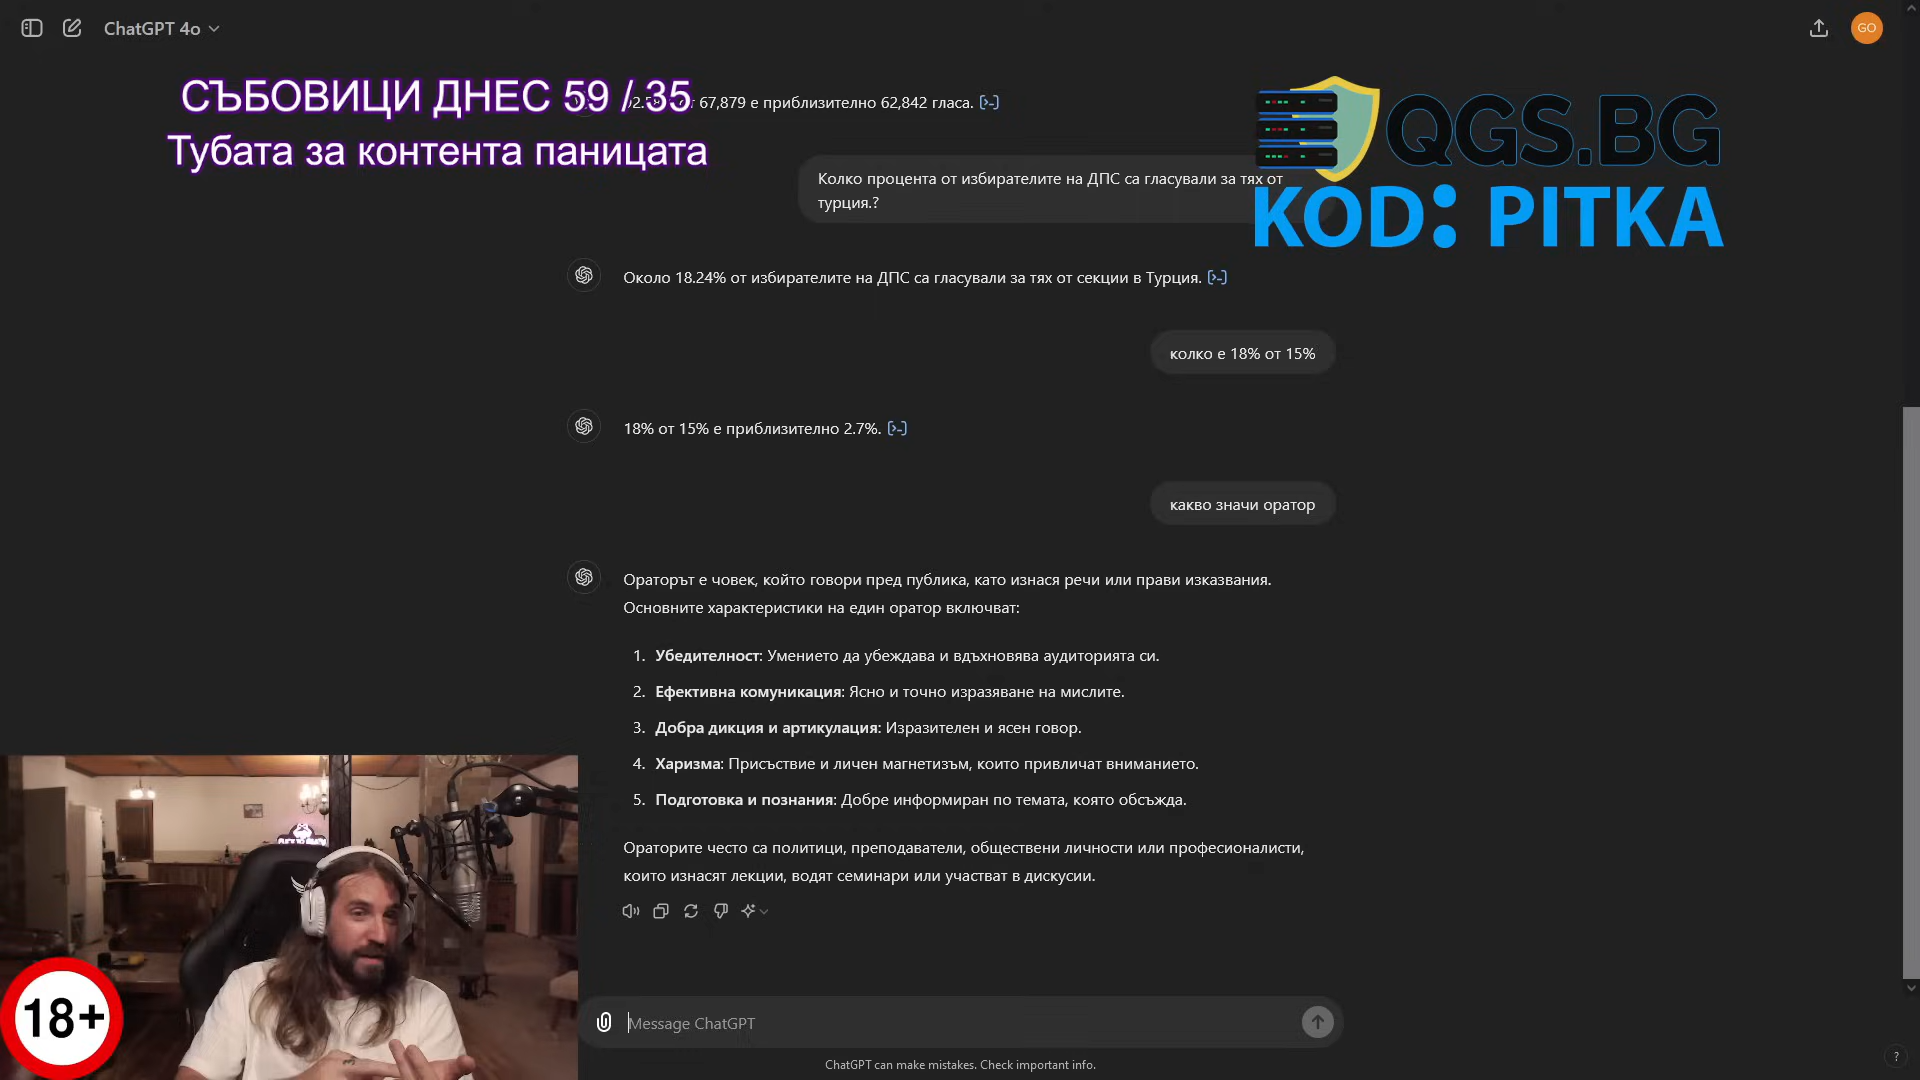 ChatGPT 4o
GO
СЪБОВИЦИ ДНЕС 59 / 35
67,879 е приблизително 62,842 гласа.
Тубата за контента паницата
QGS.BG
KOD: PITKA
Колко процента от избирателите на ДПС са гласували за тях от
турция.?
Около 18.24% от избирателите на ДПС са гласували за тях от секции в Турция.
колко е 18% от 15%
18% от 15% е приблизително 2.7%.
какво значи оратор
Ораторът е човек, който говори пред публика, като изнася речи или прави изказвания.
Основните характеристики на един оратор включват:
1. Убедителност: Умението да убеждава и вдъхновява аудиторията си.
2. Ефективна комуникация: Ясно и точно изразяване на мислите.
3. Добра дикция и артикулация: Изразителен и ясен говор.
4. Харизма: Присъствие и личен магнетизъм, които привличат вниманието.
5. Подготовка и познания: Добре информиран по темата, която обсъжда.
Ораторите често са политици, преподаватели, обществени личности или професионалисти,
които изнасят лекции, водят семинари или участват в дискусии.
18+
Message ChatGPT
ChatGPT can make mistakes. Check important info.
?